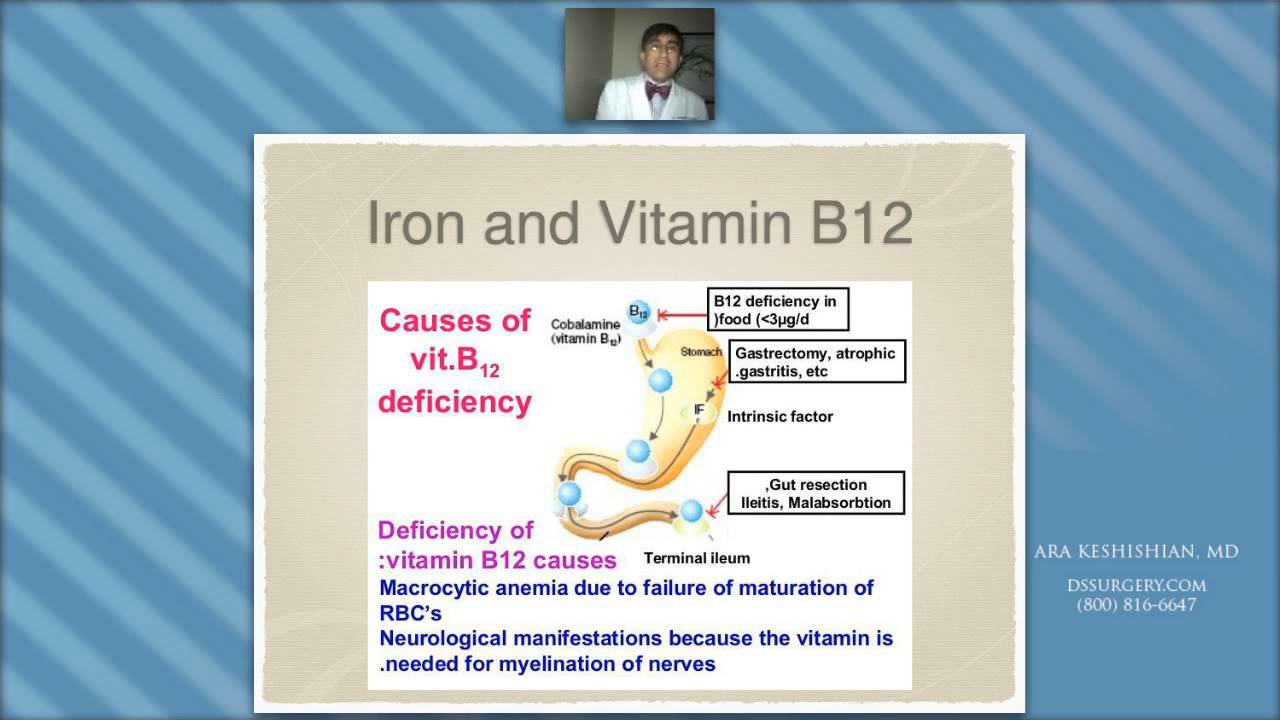 Iron and Vitamin B12
Causes of
vit.B12
deficiency
Cobalamine
(vitamin B12)
B12
B12 deficiency in
)food (<3µg/d
Stomach
Gastrectomy, atrophic
.gastritis, etc
IF
Intrinsic factor
,Gut resection
Ileitis, Malabsorbtion
Terminal ileum
Deficiency of
:vitamin B12 causes
Macrocytic anemia due to failure of maturation of
RBC’s
Neurological manifestations because the vitamin is
.needed for myelination of nerves
ARA KESHISHIAN, MD
DSSURGERY.COM
(800) 816-6647